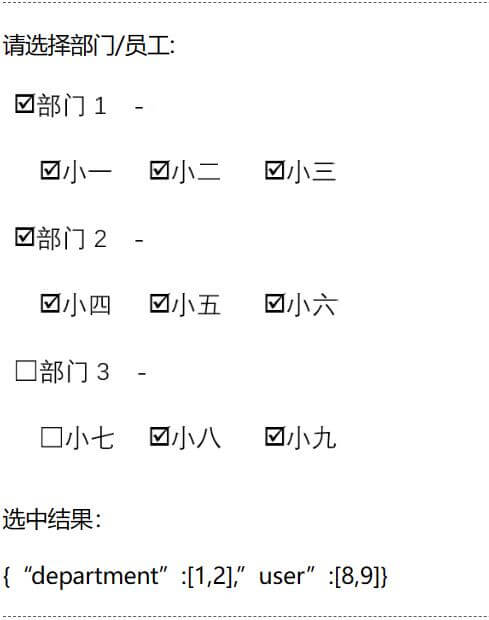 请选择部门/员工:
☑部门 1 -
☑小一 ☑小二 ☑小三
☑部门 2 -
☑小四 ☑小五 ☑小六
☐部门 3 -
☐小七 ☑小八 ☑小九
选中结果：
{“department”:[1,2],”user”:[8,9]}